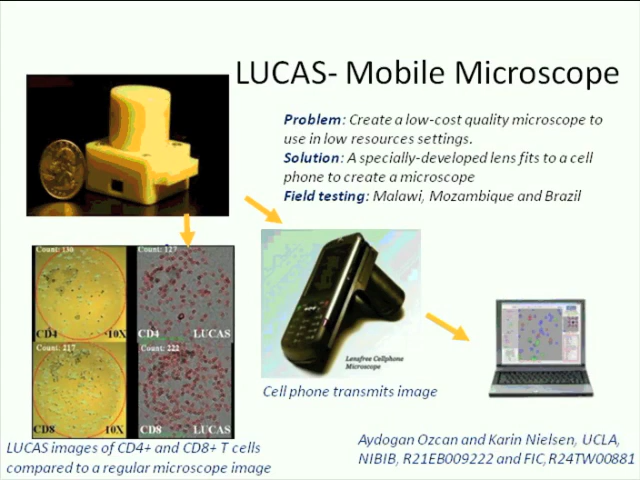 LUCAS- Mobile Microscope
Problem: Create a low-cost quality microscope to
use in low resources settings.
Solution: A specially-developed lens fits to a cell
phone to create a microscope
Field testing: Malawi, Mozambique and Brazil
Count: 130
Count: 127
CD4
10X
CD4
LUCAS
Count: 217
Count: 222
CD8
10X
CD8
LUCAS
Lensfree Cellphone
Microscope
Cell phone transmits image
LUCAS images of CD4+ and CD8+ T cells
compared to a regular microscope image
Aydogan Ozcan and Karin Nielsen, UCLA,
NIBIB, R21EB009222 and FIC,R24TW00881